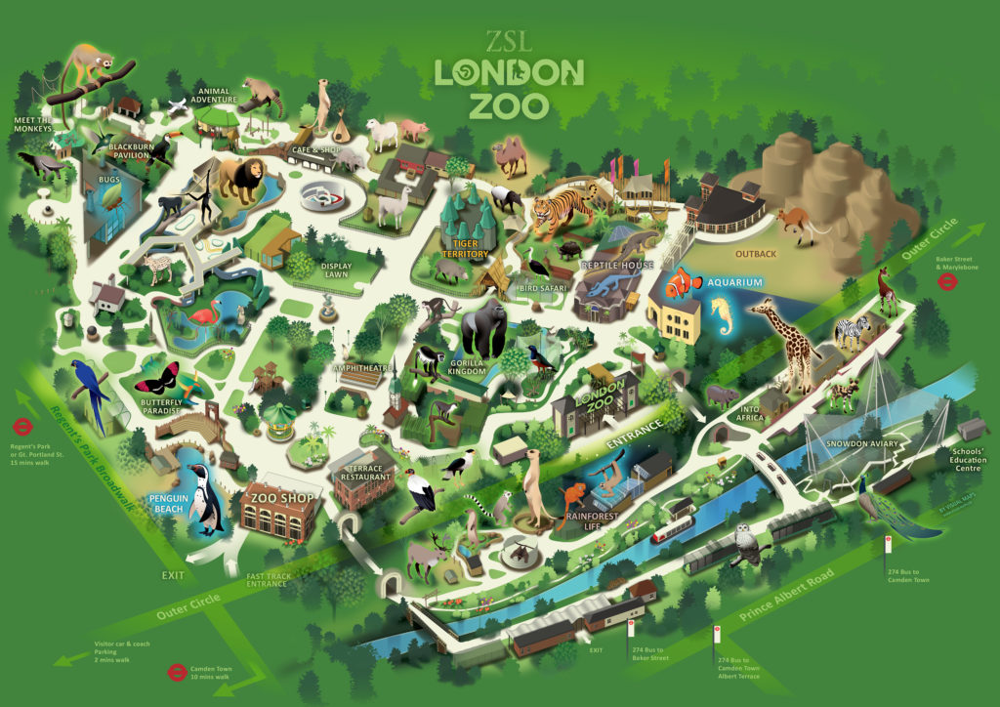 ZSL
LONDON
ZOO
ANIMAL
ADVENTURE
MEET THE
MONKEYS
BLACKBURN
PAVILION
CAFE & SHOP
BUGS
TIGER
TERRITORY
DISPLAY
LAWN
REPTILE HOUSE
BIRD SAFARI
OUTBACK
AQUARIUM
Outer Circle
Baker Street
& Marylebone
GORILLA
KINGDOM
AMPHITHEATRE
BUTTERFLY
PARADISE
LONDON
ZOO
ENTRANCE
INTO
AFRICA
SNOWDON AVIARY
Schools'
Education
Centre
Regent's Park
or Gt. Portland St.
15 mins walk
Regent's Park Broadwalk
PENGUIN
BEACH
ZOO SHOP
TERRACE
RESTAURANT
RAINFOREST
LIFE
BY VISUAL MAPS
EXIT
FAST TRACK
ENTRANCE
Outer Circle
Prince Albert Road
274 Bus to
Camden Town
Visitor car & coach
Parking
2 mins walk
Camden Town
10 mins walk
EXIT
274 Bus to
Baker Street
274 Bus to
Camden Town
Albert Terrace